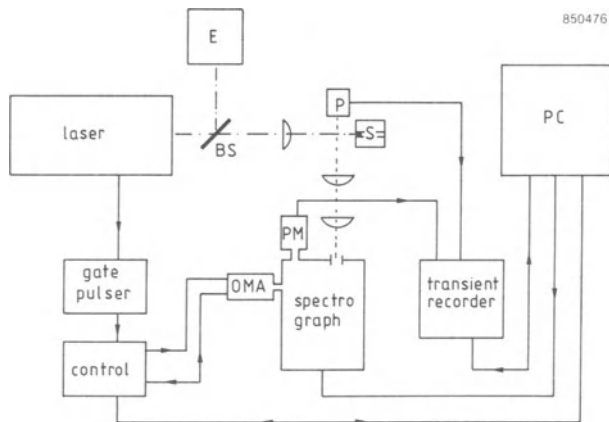 850476
E
laser
BS
P
S
PC
PM
gate
pulser
OMA
spectro
graph
transient
recorder
control